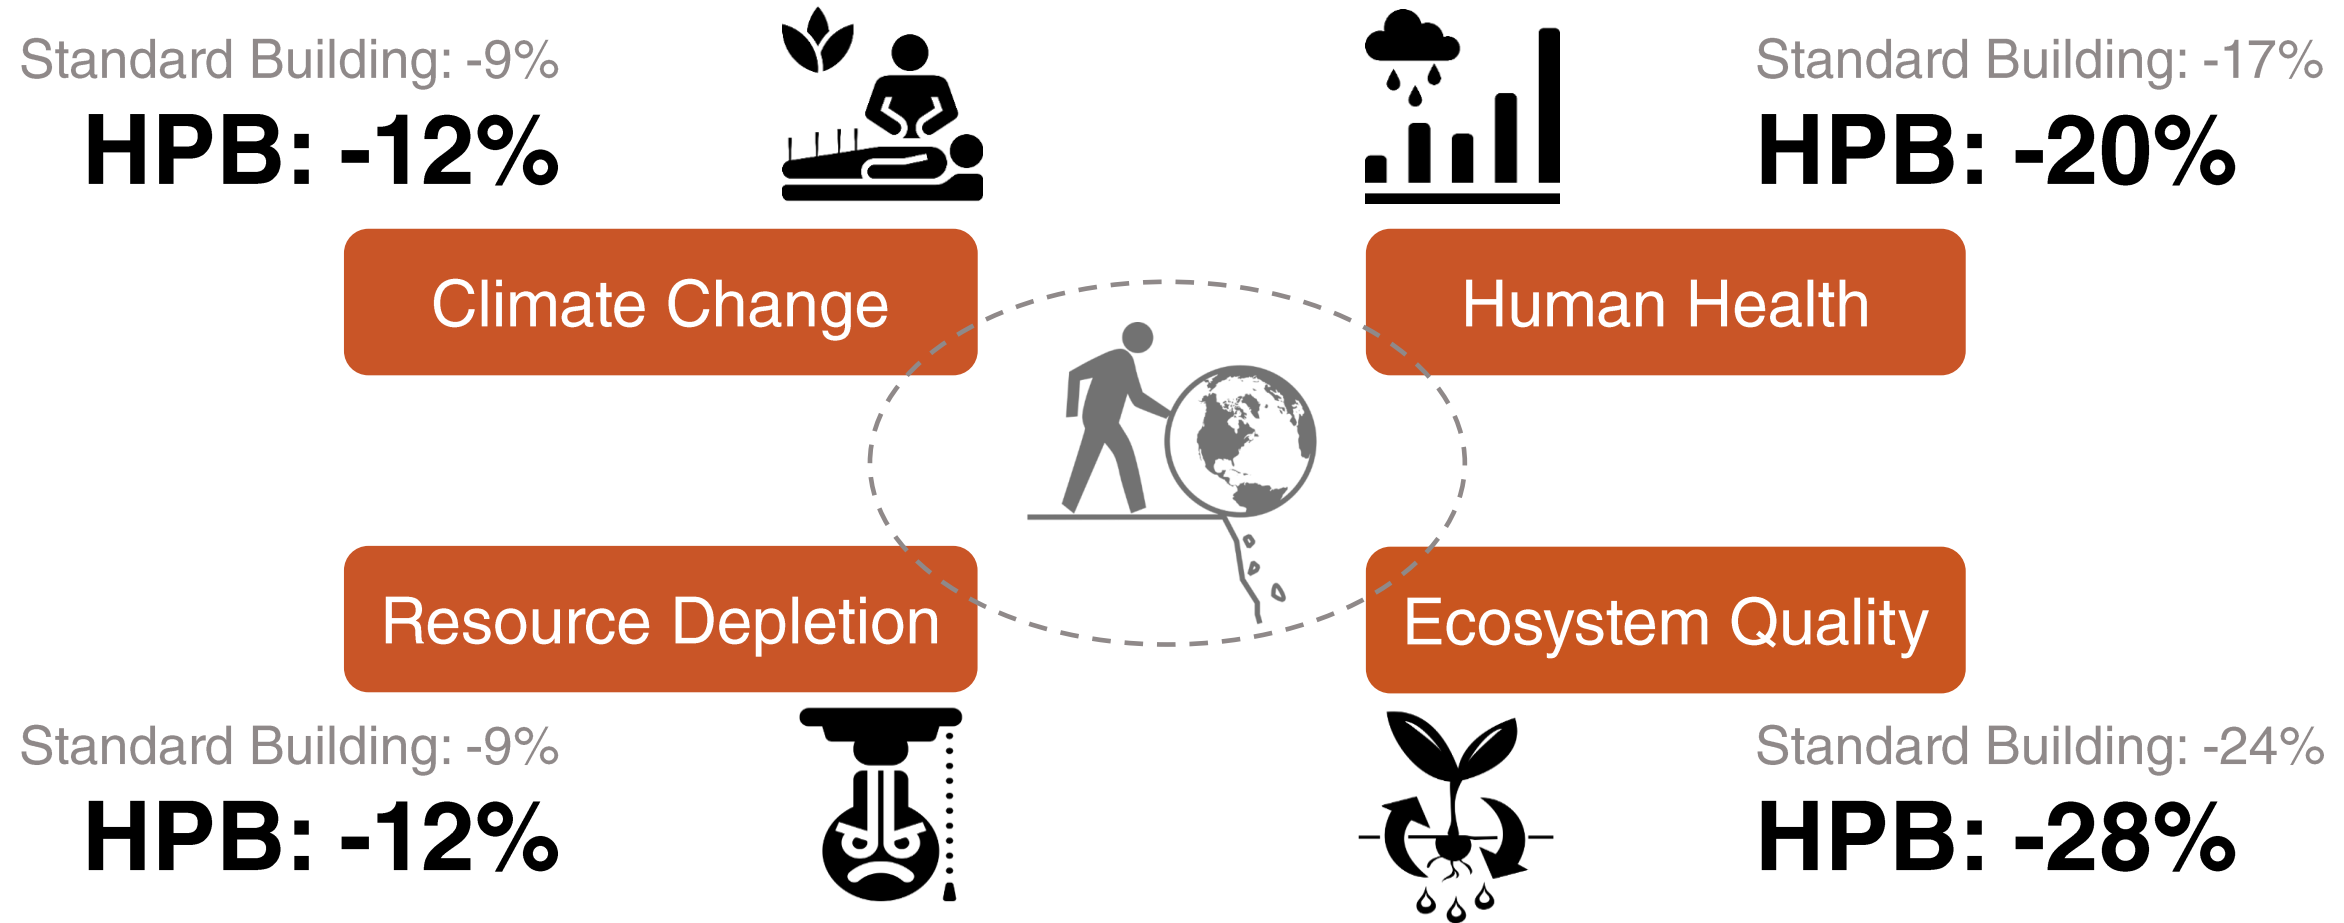 Standard Building: -9%
HPB: -12%
Standard Building: -17%
HPB: -20%
Climate Change
Human Health
Resource Depletion
Ecosystem Quality
Standard Building: -9%
HPB: -12%
Standard Building: -24%
HPB: -28%